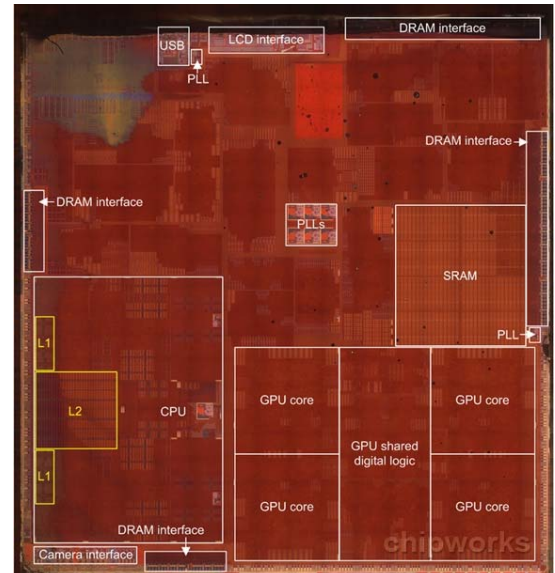 DRAM interface
USB
LCD interface
PLL
DRAM interface
DRAM interface
PLLs
SRAM
PLL
L1
L2
CPU
L1
GPU core
GPU core
GPU shared
digital logic
GPU core
GPU core
DRAM interface
Camera interface
chipworks